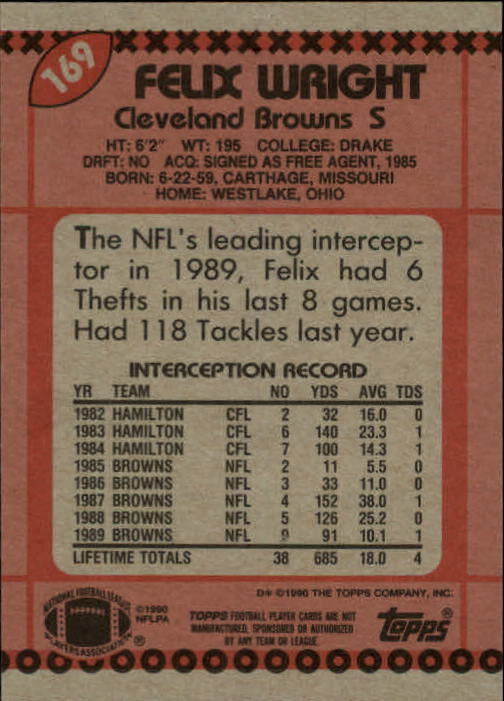 169
FELIX WRIGHT
Cleveland Browns S
HT: 6'2" WT: 195 COLLEGE: DRAKE
DRFT: NO ACQ: SIGNED AS FREE AGENT, 1985
BORN: 6-22-59, CARTHAGE, MISSOURI
HOME: WESTLAKE, OHIO
The NFL's leading intercep-
tor in 1989, Felix had 6
Thefts in his last 8 games.
Had 118 Tackles last year.
INTERCEPTION RECORD
YR TEAM NO YDS AVG TDS
1982 HAMILTON CFL 2 32 16.0 0
1983 HAMILTON CFL 6 140 23.3 1
1984 HAMILTON CFL 7 100 14.3 1
1985 BROWNS NFL 2 11 5.5 0
1986 BROWNS NFL 3 33 11.0 0
1987 BROWNS NFL 4 152 38.0 1
1988 BROWNS NFL 5 126 25.2 0
1989 BROWNS NFL 9 91 10.1 1
LIFETIME TOTALS 38 685 18.0 4
D* ©1990 THE TOPPS COMPANY, INC.
NATIONAL FOOTBALL LEAGUE
PLAYERS ASSOCIATION ®
©1990
NFLPA
TOPPS FOOTBALL PLAYER CARDS ARE NOT
MANUFACTURED, SPONSORED OR AUTHORIZED
BY ANY TEAM OR LEAGUE.
topps®